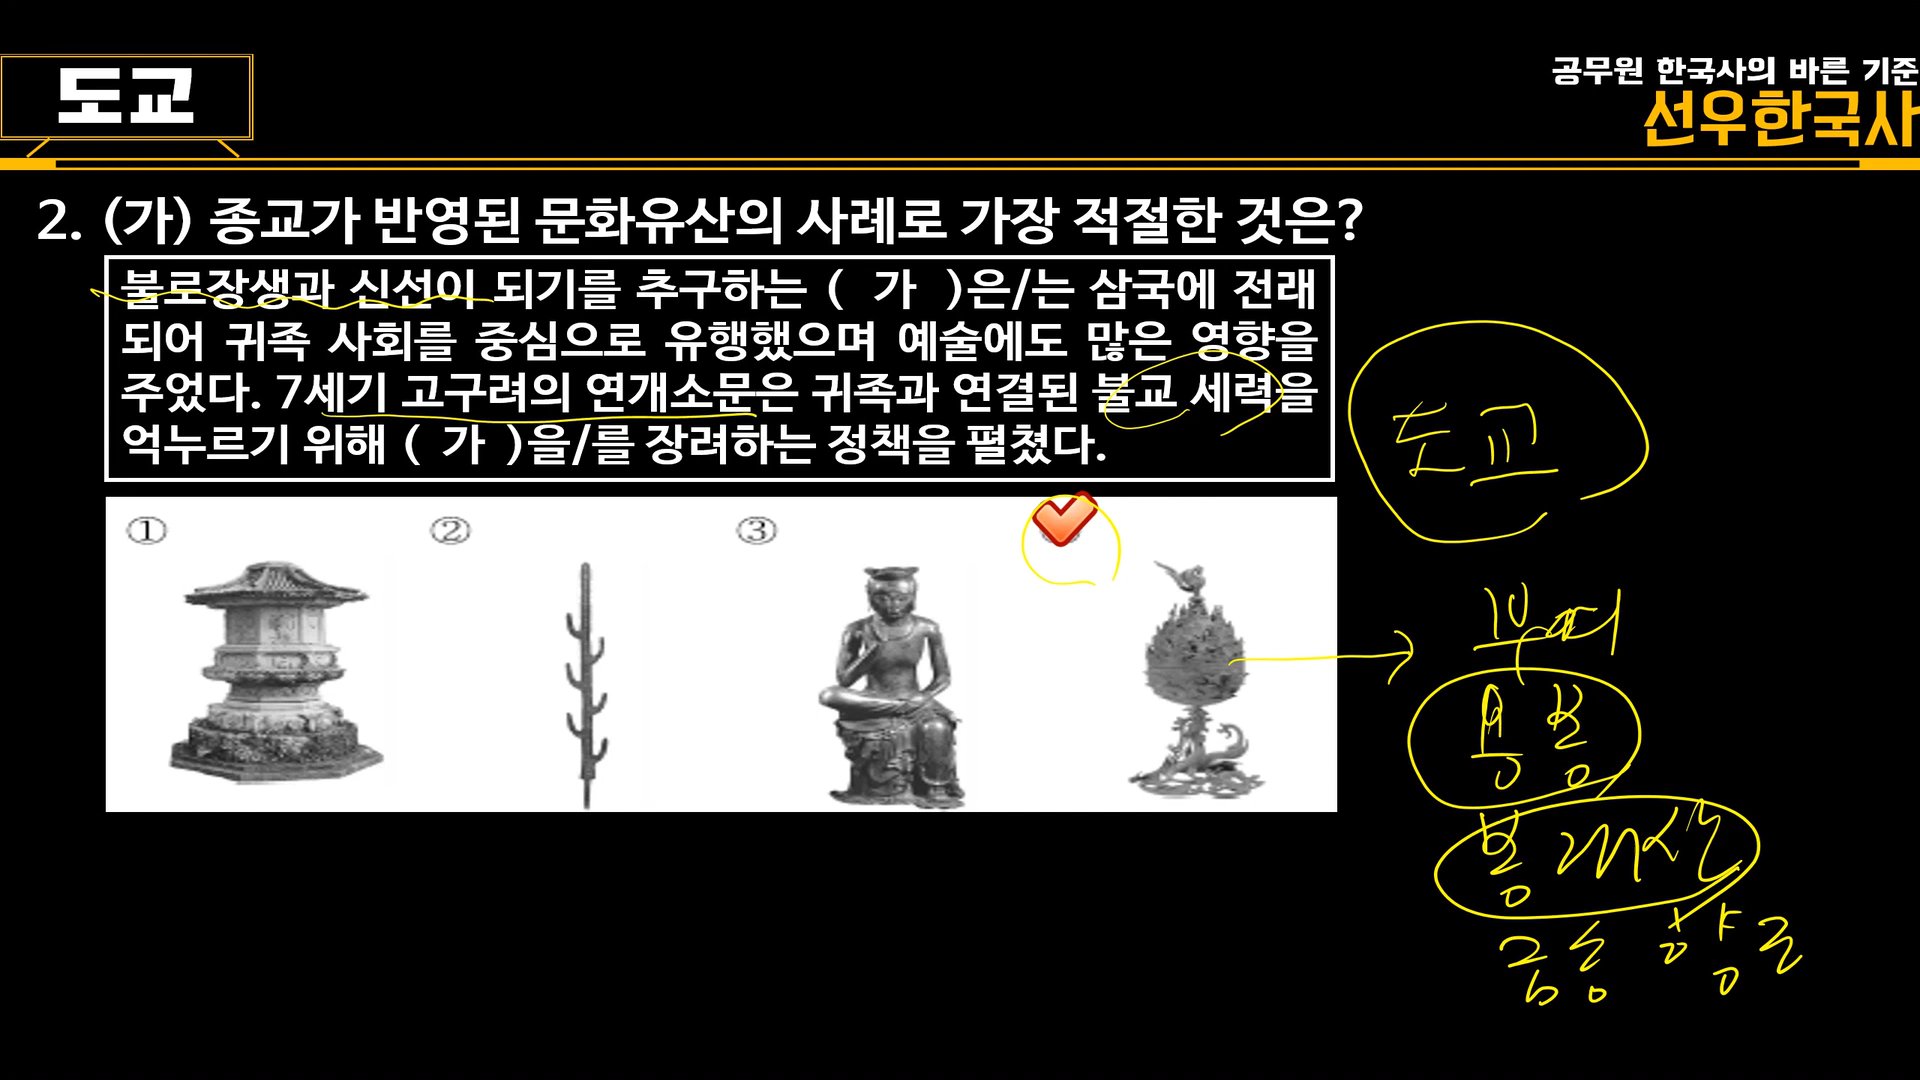 도교
공무원 한국사의 바른 기준
선우한국사
2. (가) 종교가 반영된 문화유산의 사례로 가장 적절한 것은?
불로장생과 신선이 되기를 추구하는 ( 가 )은/는 삼국에 전래
되어 귀족 사회를 중심으로 유행했으며 예술에도 많은 영향을
주었다. 7세기 고구려의 연개소문은 귀족과 연결된 불교 세력을
억누르기 위해 ( 가 )을/를 장려하는 정책을 펼쳤다.
도교
① ② ③
부여
용봉
봉래산
금동 향로